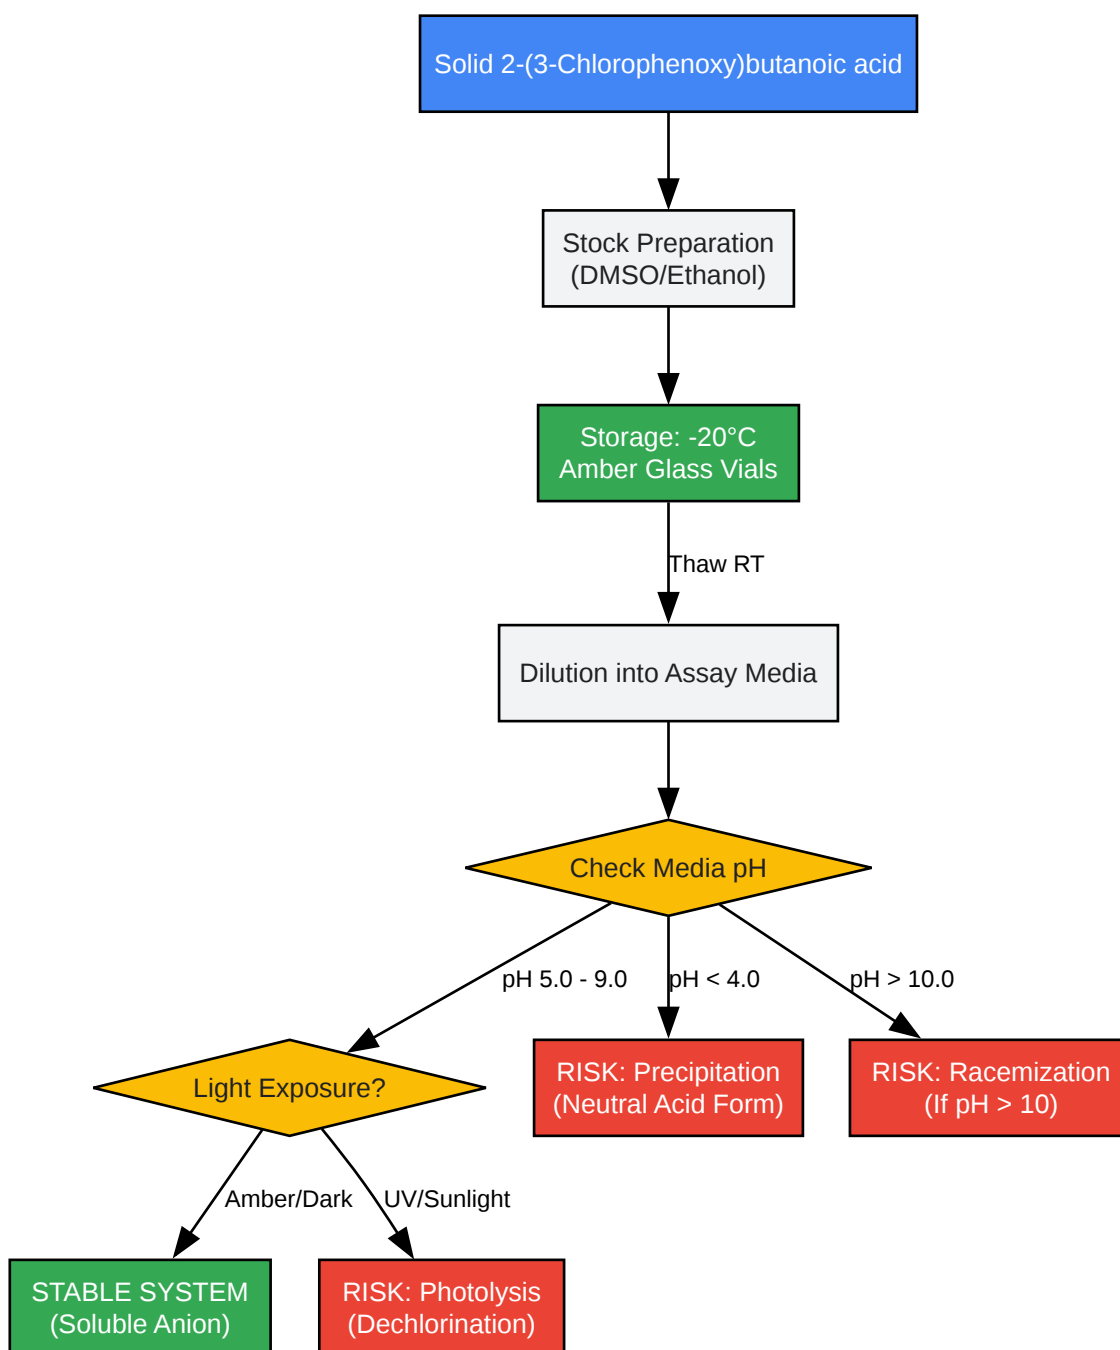 Solid 2-(3-Chlorophenoxy)butanoic acid
Stock Preparation
(DMSO/Ethanol)
Storage: -20°C
Amber Glass Vials
Thaw RT
Dilution into Assay Media
Check Media pH
pH 5.0 - 9.0
pH < 4.0
pH > 10.0
Light Exposure?
RISK: Precipitation
(Neutral Acid Form)
RISK: Racemization
(If pH > 10)
Amber/Dark
UV/Sunlight
STABLE SYSTEM
(Soluble Anion)
RISK: Photolysis
(Dechlorination)